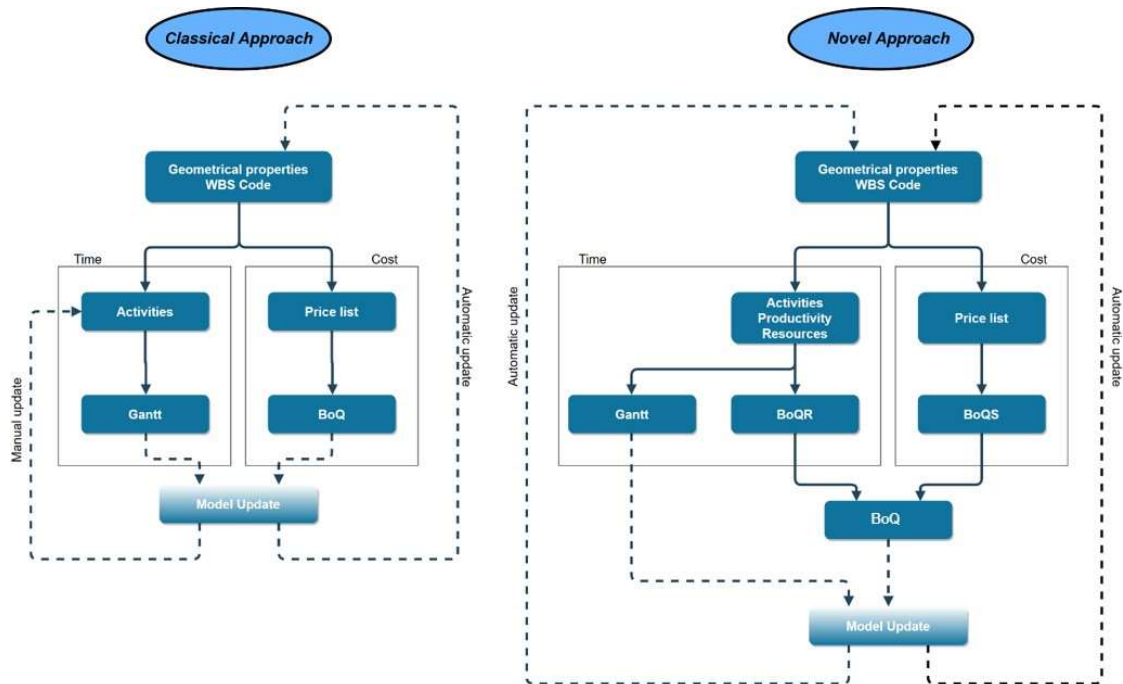 Classical Approach
Geometrical properties
WBS Code
Time
Cost
Activities
Price list
Manual update
Automatic update
Gantt
BoQ
Model Update
Novel Approach
Geometrical properties
WBS Code
Time
Cost
Automatic update
Activities
Productivity
Resources
Price list
Automatic update
Gantt
BoQR
BoQS
BoQ
Model Update